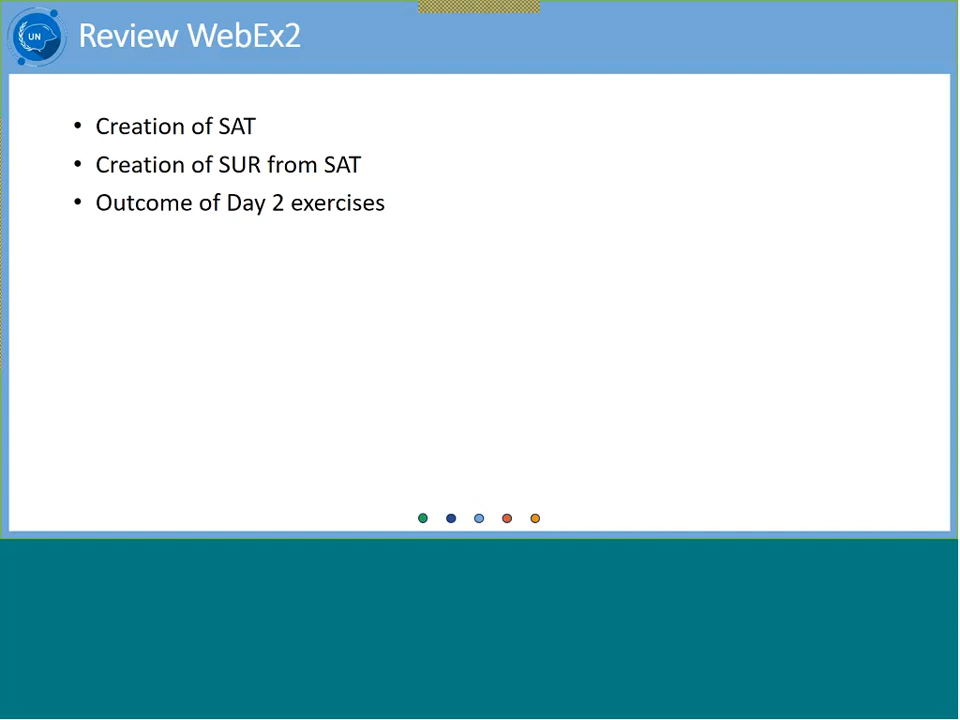 UN
Review WebEx2
• Creation of SAT
• Creation of SUR from SAT
• Outcome of Day 2 exercises